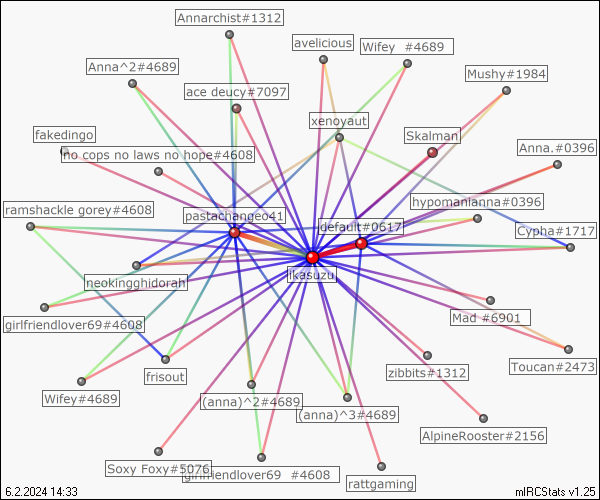 Annarchist#1312
avelicious
Wifey #4689
Anna^2#4689
Mushy#1984
ace deucy#7097
xenoyaut
fakedingo
Skalman
Anna.#0396
no cops no laws no hope#4608
hypomanianna#0396
ramshackle gorey#4608
pastachangeo41
default#0617
Cypha#1717
ikasuzu
neokingghidorah
girlfriendlover69#4608
Mad #6901
Toucan#2473
frisout
zibbits#1312
Wifey#4689
(anna)^2#4689
(anna)^3#4689
AlpineRooster#2156
Soxy Foxy#5076
girlfriendlover69 #4608
rattgaming
6.2.2024 14:33
mIRCStats v1.25